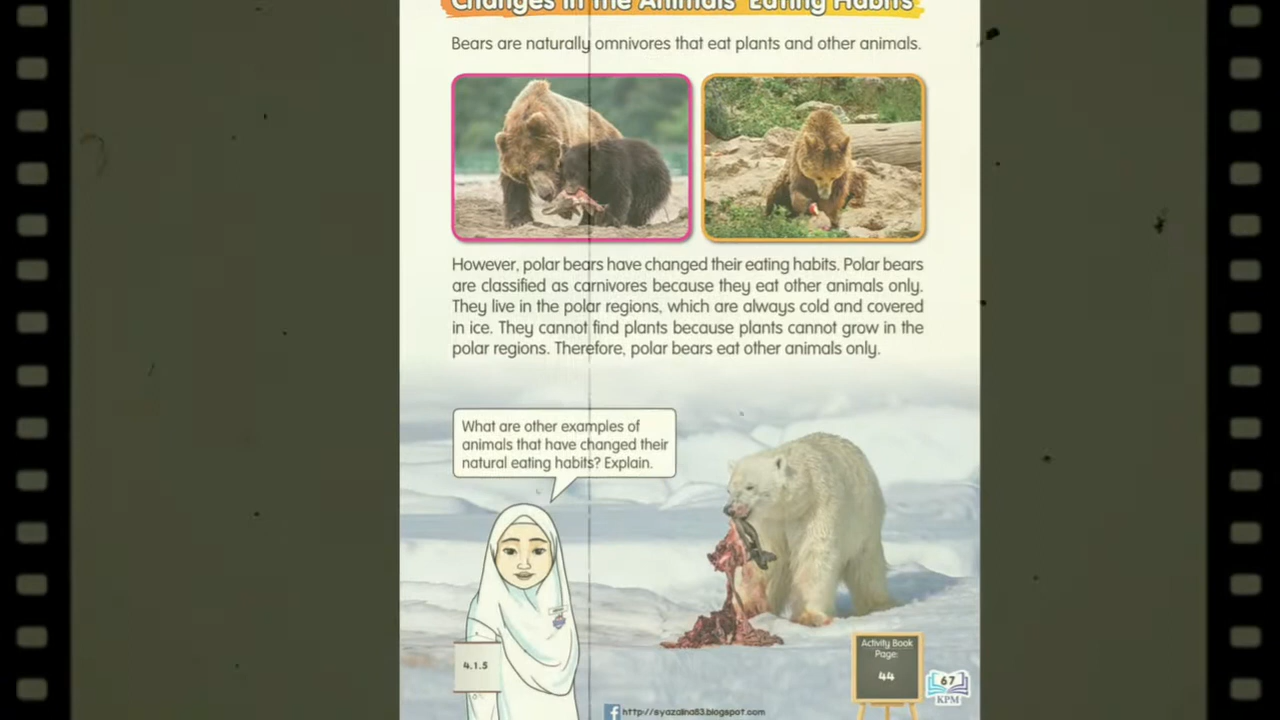 Changes in the Animals' Eating Habits
Bears are naturally omnivores that eat plants and other animals.
However, polar bears have changed their eating habits. Polar bears
are classified as carnivores because they eat other animals only.
They live in the polar regions, which are always cold and covered
in ice. They cannot find plants because plants cannot grow in the
polar regions. Therefore, polar bears eat other animals only.
What are other examples of
animals that have changed their
natural eating habits? Explain.
4.1.5
Activity Book
Page:
44
67
KPM
http://syazalina83.blogspot.com